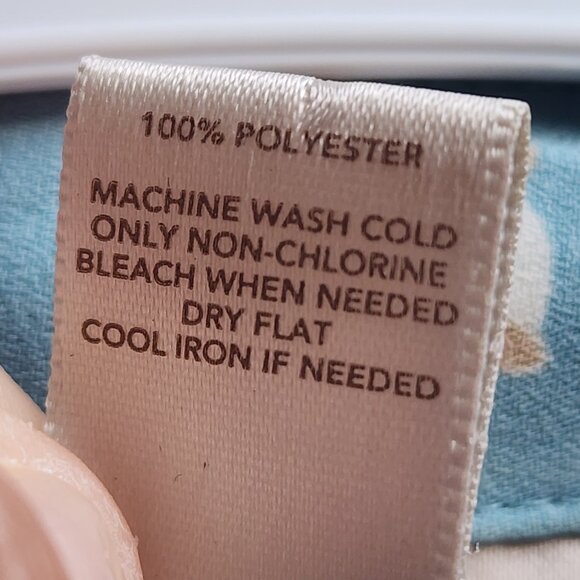 100% POLYESTER
MACHINE WASH COLD
ONLY NON-CHLORINE
BLEACH WHEN NEEDED
DRY FLAT
COOL IRON IF NEEDED